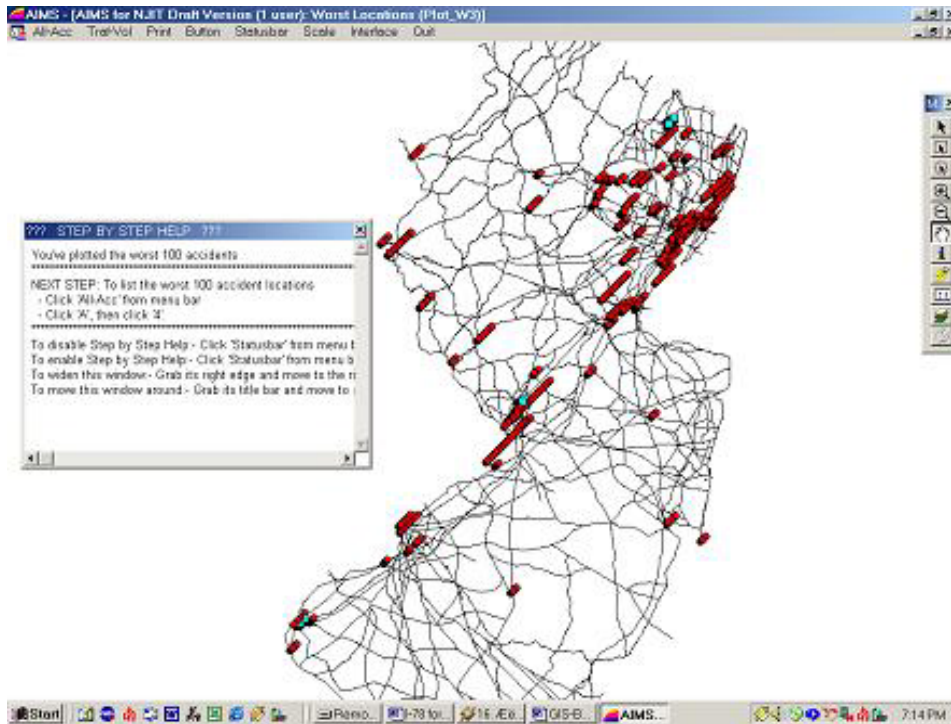 AIMS - [AIMS for NJIT Draft Version (1 user): Worst Locations (Plot_W3)]
All-Acc Traf-Vol Print Button Statusbar Scale Interface Quit
M
??? STEP BY STEP HELP ???
You've plotted the worst 100 accidents
NEXT STEP: To list the worst 100 accident locations
- Click 'All-Acc' from menu bar
- Click 'A', then click '4'
To disable Step by Step Help - Click 'Statusbar' from menu
To enable Step by Step Help - Click 'Statusbar' from menu b
To widen this window - Grab its right edge and move to the
To move this window around - Grab its title bar and move to
Start Remo... I-78 for... 16. GIS-B... AIMS... 7:14 PM